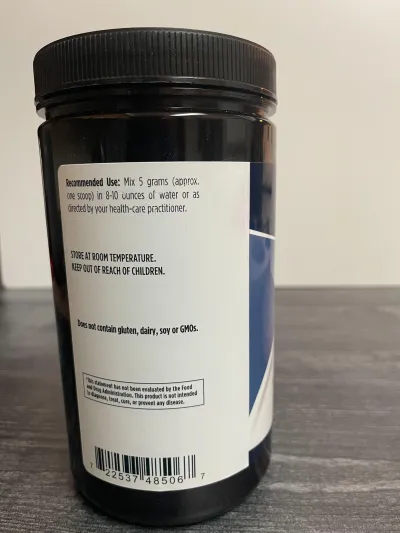 Recommended Use: Mix 5 grams (approx.
one scoop) in 8-10 ounces of water or as
directed by your health-care practitioner.
STORE AT ROOM TEMPERATURE.
KEEP OUT OF REACH OF CHILDREN.
Does not contain gluten, dairy, soy or GMOs.
*This statement has not been evaluated by the Food
and Drug Administration. This product is not intended
to diagnose, treat, cure, or prevent any disease.
7 22537 48506 7